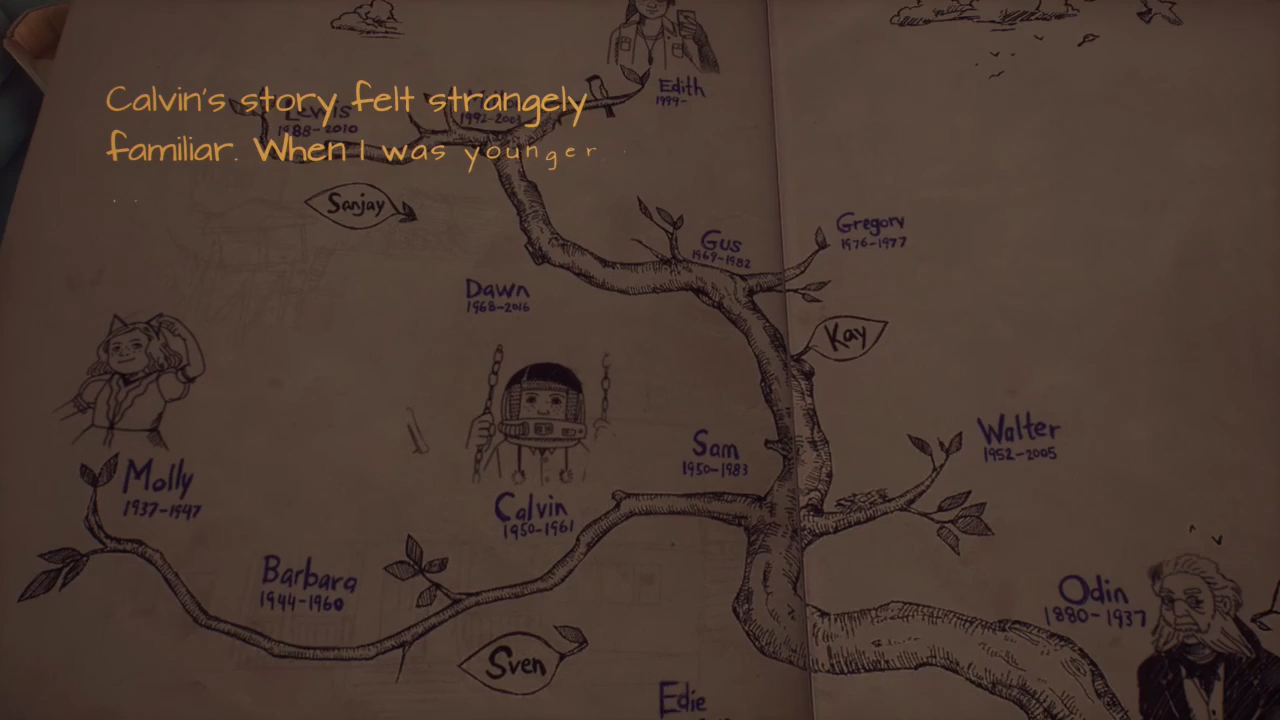 Edith
1999-
Calvin's story felt strangely
familiar. When I was younger
Lewis
1988-2010
Sanjay
Gus
1969-1982
Gregory
1976-1977
Dawn
1968-2016
Kay
Sam
1950-1983
Walter
1952-2005
Molly
1937-1947
Calvin
1950-1961
Barbara
1944-1960
Odin
1880-1937
Sven
Edie